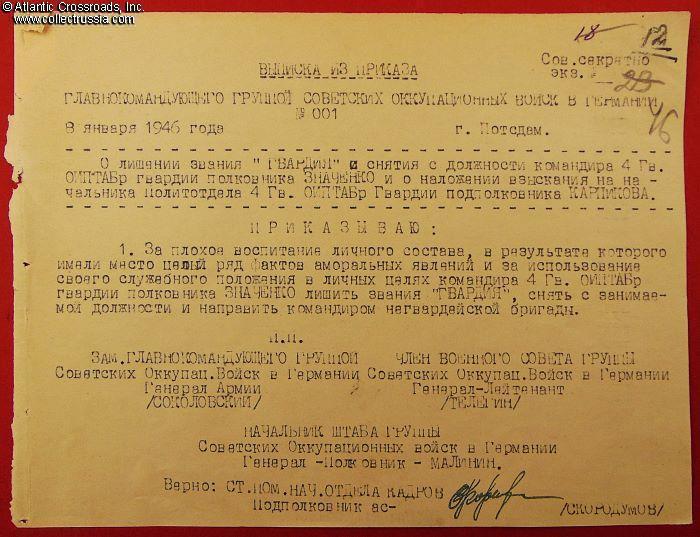 © Atlantic Crossroads, Inc.
www.collectrussia.com
18 12
Сов.секретно
экз. 23
46
ВЫПИСКА ИЗ ПРИКАЗА
ГЛАВНОКОМАНДУЮЩЕГО ГРУППОЙ СОВЕТСКИХ ОККУПАЦИОННЫХ ВОЙСК В ГЕРМАНИИ
№ 001
8 января 1946 года г. Потсдам.
О лишении звания "ГВАРДИЯ" и снятия с должности командира 4 Гв.
ОИПТАБр гвардии полковника ЗНАЧЕНКО и о наложении взыскания на на
чальника Политотдела 4 Гв. ОИПТАБр Гвардии подполковника КАРПИКОВА.
ПРИКАЗЫВАЮ:
1. За плохое воспитание личного состава, в результате которого
имели место целый ряд фактов аморальных явлений и за использование
своего служебного положения в личных целях командира 4 Гв. ОИПТАБр
гвардии полковника ЗНАЧЕНКО лишить звания "ГВАРДИЯ", снять с занимае-
мой должности и направить командиром негвардейской бригады.
П.П.
ЗАМ.ГЛАВНОКОМАНДУЮЩЕГО ГРУППОЙ ЧЛЕН ВОЕННОГО СОВЕТА ГРУППЫ
Советских Оккупац.Войск в Германии Советских Оккупац.Войск в Германии
Генерал Армии Генерал-Лейтенант
/СОКОЛОВСКИЙ/ /ТЕЛЕГИН/
НАЧАЛЬНИК ШТАБА ГРУППЫ
Советских Оккупационных войск в Германии
Генерал -Полковник - МАЛИНИН.
Верно: СТ.ПОМ.НАЧ.ОТДЕЛА КАДРОВ
Подполковник ас- /СКОРОДУМОВ/